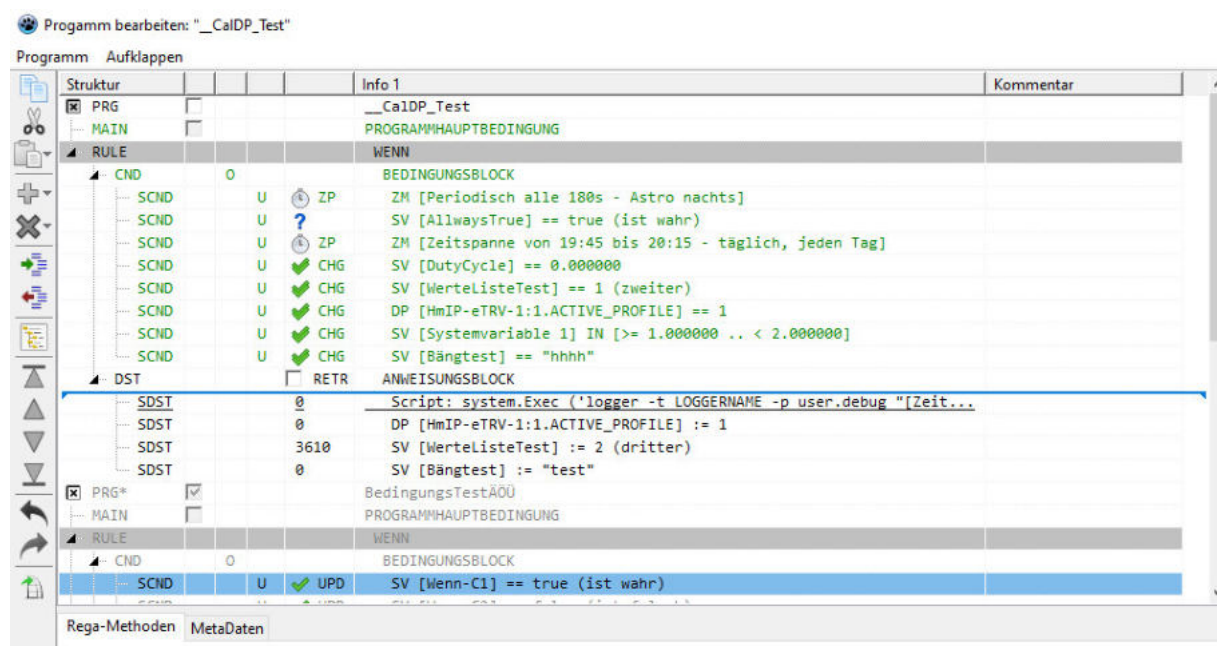 Progamm bearbeiten: "__CalDP_Test"
Programm Aufklappen
Struktur Info 1 Kommentar
PRG __CalDP_Test
MAIN PROGRAMMHAUPTBEDINGUNG
RULE WENN
CND O BEDINGUNGSBLOCK
SCND U ZP ZM [Periodisch alle 180s - Astro nachts]
SCND U ? SV [AllwaysTrue] == true (ist wahr)
SCND U ZP ZM [Zeitspanne von 19:45 bis 20:15 - täglich, jeden Tag]
SCND U CHG SV [DutyCycle] == 0.000000
SCND U CHG SV [WerteListeTest] == 1 (zweiter)
SCND U CHG DP [HmIP-eTRV-1:1.ACTIVE_PROFILE] == 1
SCND U CHG SV [Systemvariable 1] IN [>= 1.000000 .. < 2.000000]
SCND U CHG SV [Bängtest] == "hhhh"
DST RETR ANWEISUNGSBLOCK
SDST 0 Script: system.Exec ('logger -t LOGGERNAME -p user.debug "[Zeit...
SDST 0 DP [HmIP-eTRV-1:1.ACTIVE_PROFILE] := 1
SDST 3610 SV [WerteListeTest] := 2 (dritter)
SDST 0 SV [Bängtest] := "test"
PRG* BedingungsTestÄÖÜ
MAIN PROGRAMMHAUPTBEDINGUNG
RULE WENN
CND O BEDINGUNGSBLOCK
SCND U UPD SV [Wenn-C1] == true (ist wahr)
Rega-Methoden MetaDaten